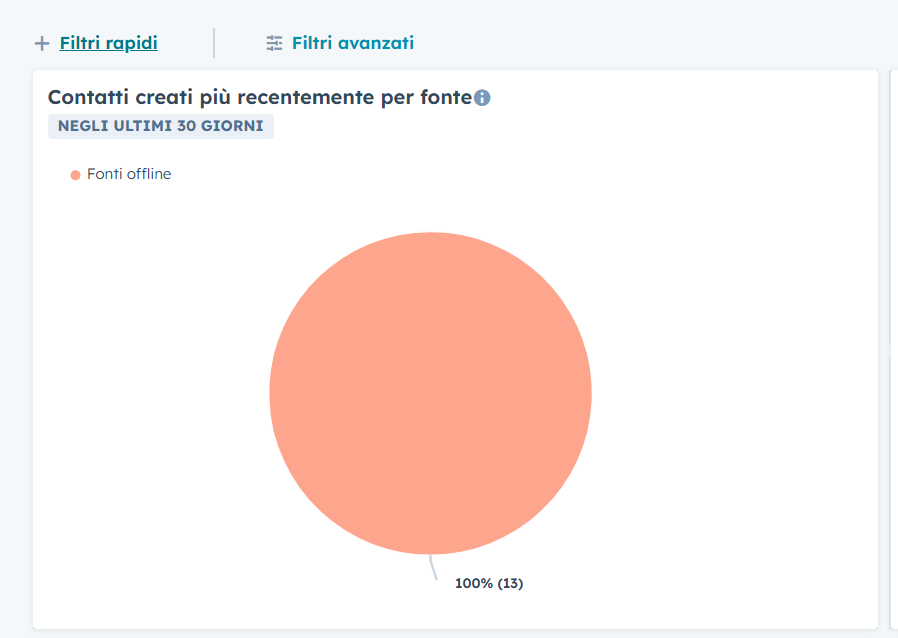 Filtri rapidi
Filtri avanzati
Contatti creati più recentemente per fonte
NEGLI ULTIMI 30 GIORNI
Fonti offline
100% (13)